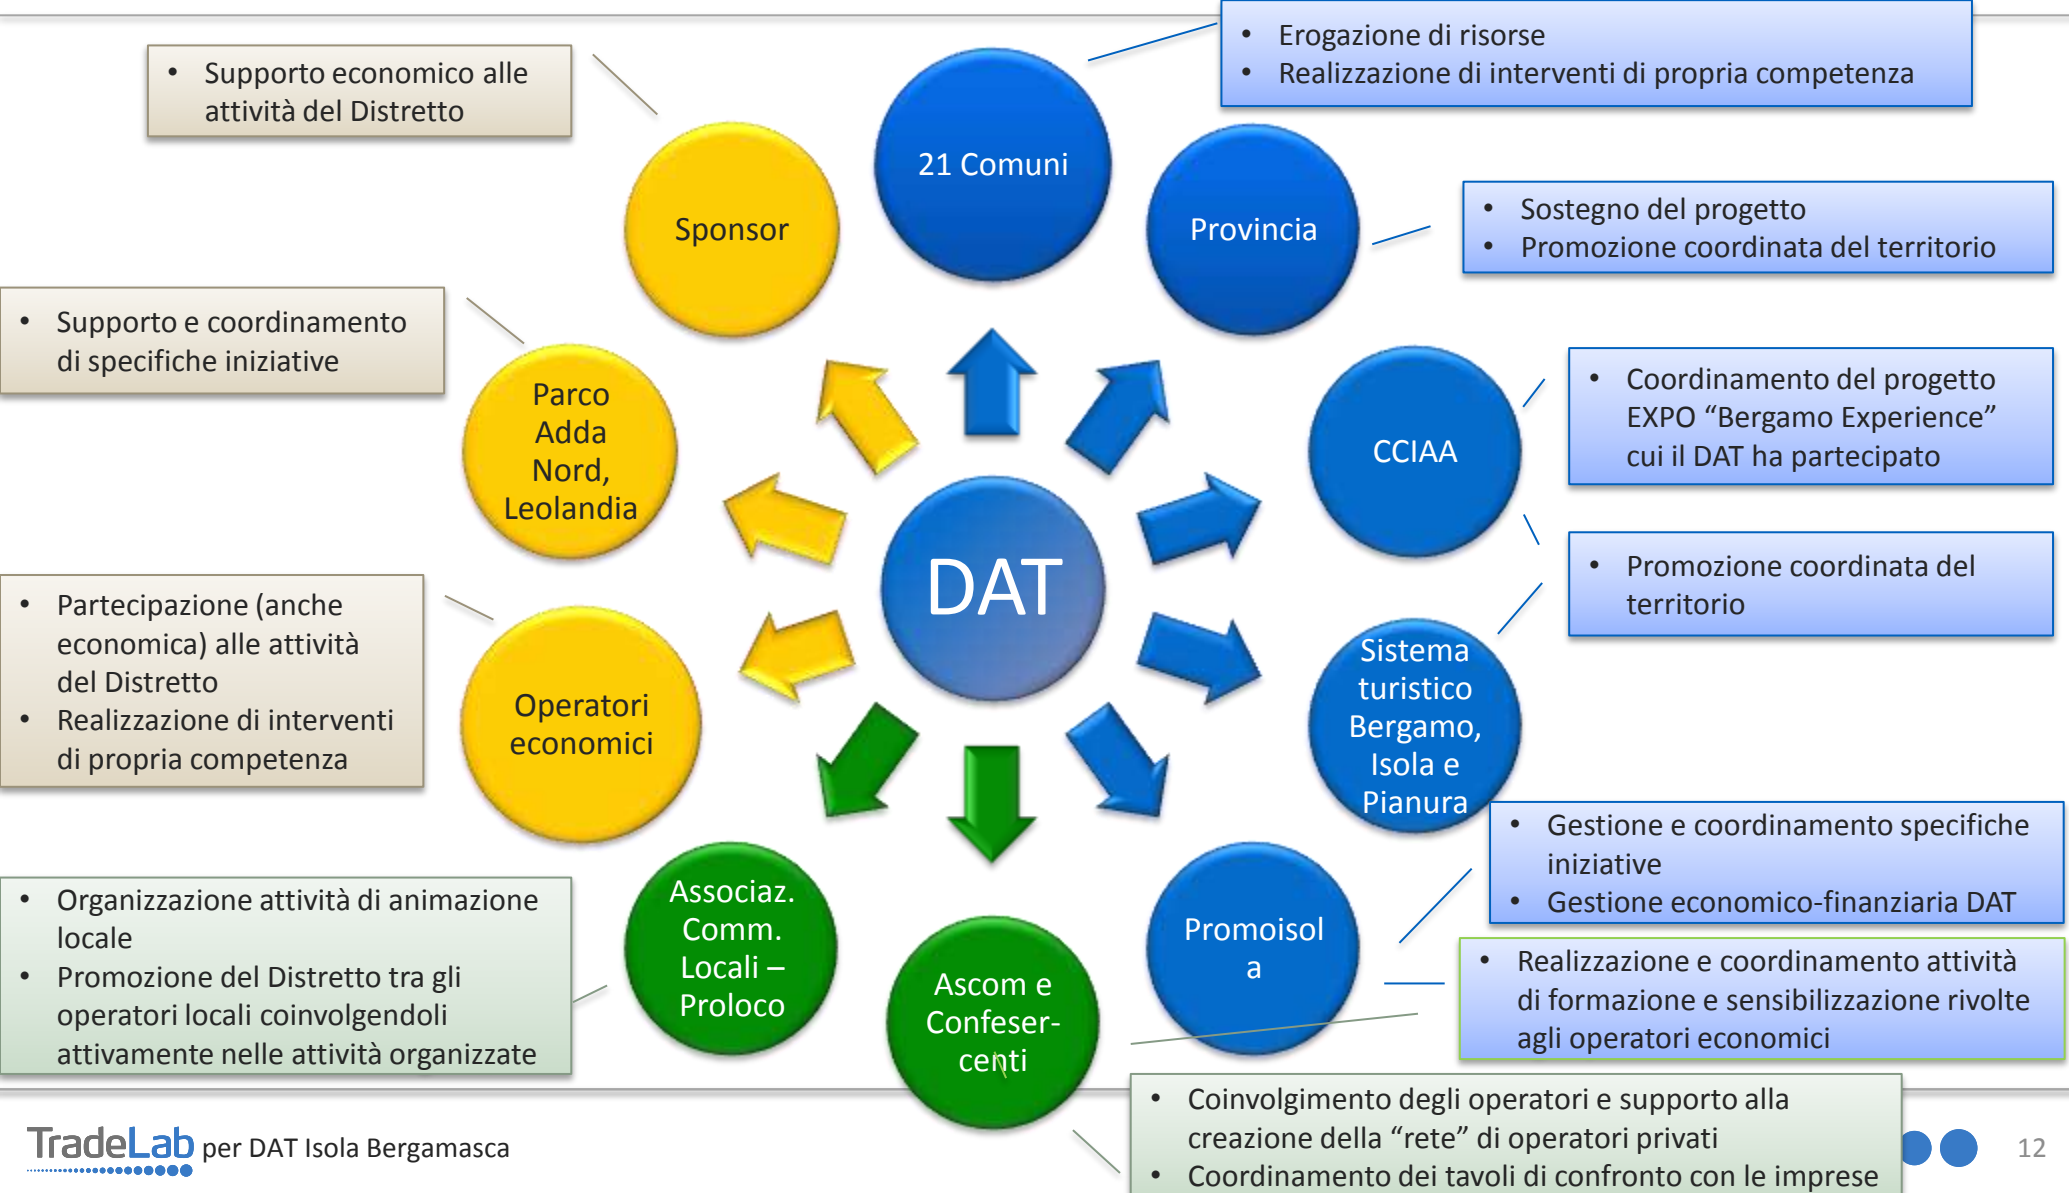 • Erogazione di risorse
• Realizzazione di interventi di propria competenza
• Supporto economico alle
attività del Distretto
21 Comuni
Sponsor
Provincia
• Sostegno del progetto
• Promozione coordinata del territorio
• Supporto e coordinamento
di specifiche iniziative
Parco
Adda
Nord,
Leolandia
CCIAA
• Coordinamento del progetto
EXPO “Bergamo Experience”
cui il DAT ha partecipato
DAT
• Promozione coordinata del
territorio
• Partecipazione (anche
economica) alle attività
del Distretto
• Realizzazione di interventi
di propria competenza
Operatori
economici
Sistema
turistico
Bergamo,
Isola e
Pianura
• Gestione e coordinamento specifiche
iniziative
• Gestione economico-finanziaria DAT
• Organizzazione attività di animazione
locale
• Promozione del Distretto tra gli
operatori locali coinvolgendoli
attivamente nelle attività organizzate
Associaz.
Comm.
Locali –
Proloco
Ascom e
Confeser-
centi
Promoisol
a
• Realizzazione e coordinamento attività
di formazione e sensibilizzazione rivolte
agli operatori economici
• Coinvolgimento degli operatori e supporto alla
creazione della “rete” di operatori privati
• Coordinamento dei tavoli di confronto con le imprese
TradeLab per DAT Isola Bergamasca
12